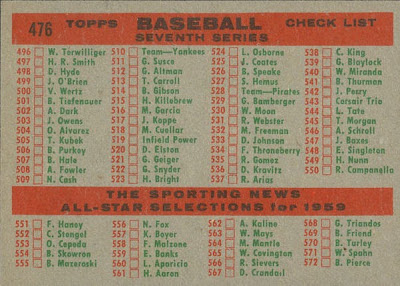 476
TOPPS BASEBALL CHECK LIST
SEVENTH SERIES
496 W. Terwilliger
497 H. R. Smith
498 D. Hyde
499 J. O'Brien
500 V. Wertz
501 B. Tiefenauer
502 A. Dark
503 J. Owens
504 O. Alvarez
505 T. Kubek
506 B. Purkey
507 B. Hale
508 A. Fowler
509 N. Cash
510 Team—Yankees
511 G. Susce
512 G. Altman
513 T. Carroll
514 B. Gibson
515 H. Killebrew
516 M. Garcia
517 J. Koppe
518 M. Cuellar
519 Infield Power
520 D. Elston
521 G. Geiger
522 G. Snyder
523 H. Bright
524 L. Osborne
525 J. Coates
526 B. Speake
527 S. Hemus
528 Team—Pirates
529 G. Bamberger
530 W. Moon
531 R. Webster
532 M. Freeman
533 D. Johnson
534 F. Throneberry
535 R. Gomez
536 D. Kravitz
537 R. Arias
538 C. King
539 G. Blaylock
540 W. Miranda
541 B. Thurman
542 J. Perzy
543 Corsair Trio
544 L. Tate
545 T. Morgan
546 A. Schroll
547 J. Baxes
548 E. Singleton
549 H. Nunn
550 R. Campanella
THE SPORTING NEWS
ALL-STAR SELECTIONS for 1959
551 F. Haney
552 C. Stengel
553 O. Cepeda
554 B. Skowron
555 B. Mazeroski
556 N. Fox
557 K. Boyer
558 F. Malzone
559 E. Banks
560 L. Aparicio
561 H. Aaron
562 A. Kaline
563 W. Mays
564 M. Mantle
565 W. Covington
566 R. Sievers
567 D. Crandall
568 G. Triandos
569 B. Friend
570 B. Turley
571 W. Spahn
572 B. Pierce